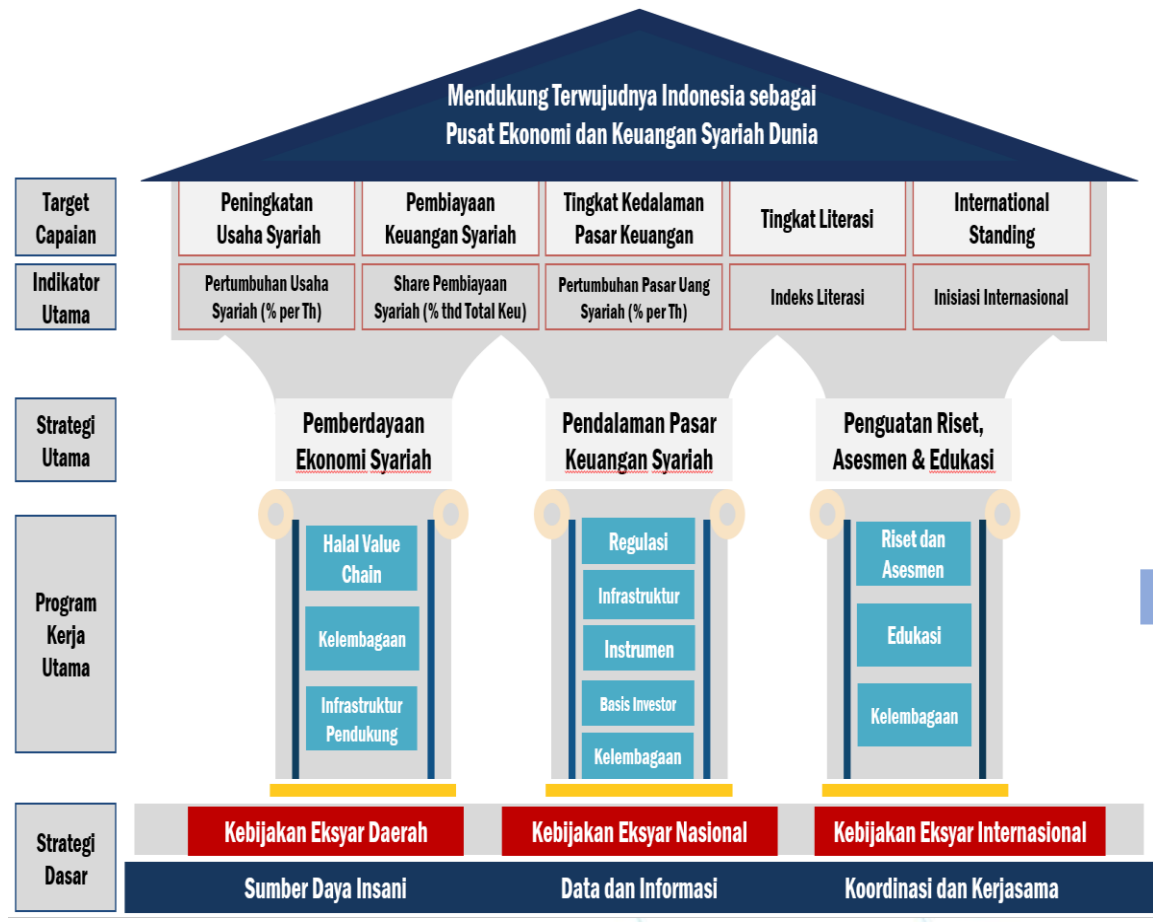 Mendukung Terwujudnya Indonesia sebagai
Pusat Ekonomi dan Keuangan Syariah Dunia
Target
Capaian
Peningkatan
Usaha Syariah
Pembiayaan
Keuangan Syariah
Tingkat Kedalaman
Pasar Keuangan
Tingkat Literasi
International
Standing
Indikator
Utama
Pertumbuhan Usaha
Syariah (% per Th)
Share Pembiayaan
Syariah (% thd Total Keu)
Pertumbuhan Pasar Uang
Syariah (% per Th)
Indeks Literasi
Inisiasi Internasional
Strategi
Utama
Pemberdayaan
Ekonomi Syariah
Pendalaman Pasar
Keuangan Syariah
Penguatan Riset,
Asesmen & Edukasi
Program
Kerja
Utama
Halal Value
Chain
Kelembagaan
Infrastruktur
Pendukung
Regulasi
Infrastruktur
Instrumen
Basis Investor
Kelembagaan
Riset dan
Asesmen
Edukasi
Kelembagaan
Strategi
Dasar
Kebijakan Eksyar Daerah
Kebijakan Eksyar Nasional
Kebijakan Eksyar Internasional
Sumber Daya Insani
Data dan Informasi
Koordinasi dan Kerjasama